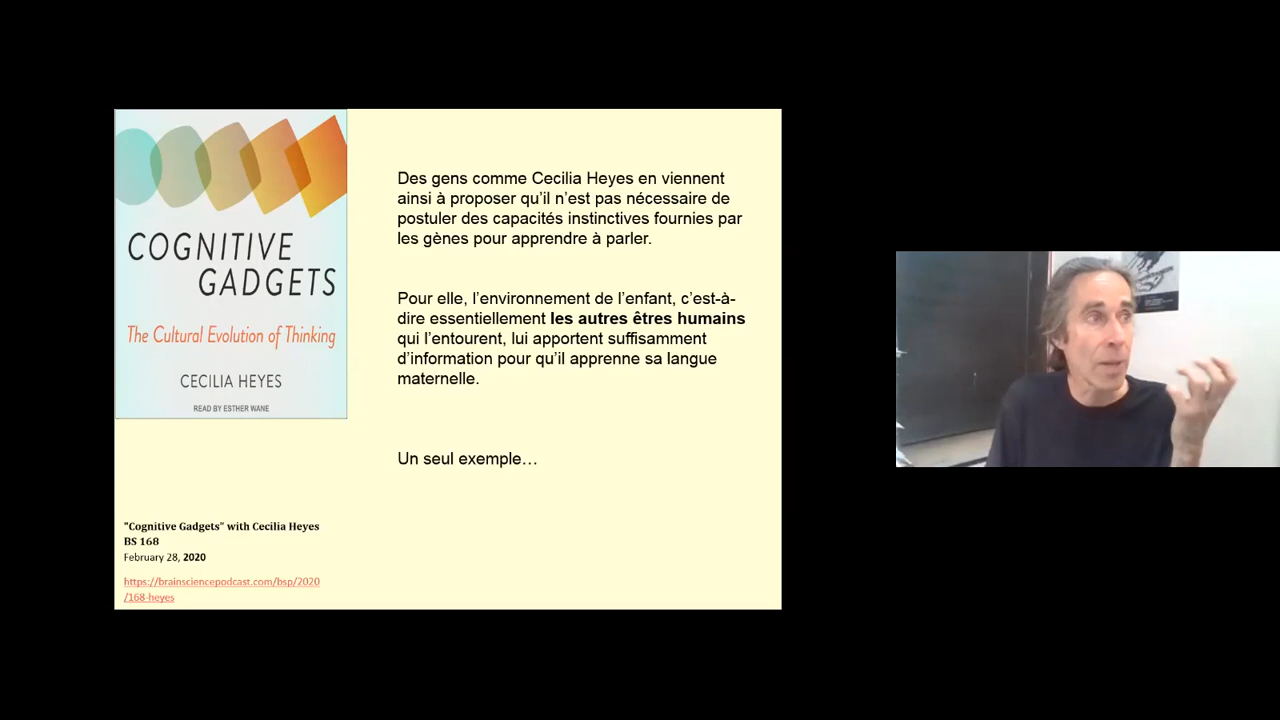 COGNITIVE
GADGETS
The Cultural Evolution of Thinking
CECILIA HEYES
READ BY ESTHER WANE
Des gens comme Cecilia Heyes en viennent
ainsi à proposer qu’il n’est pas nécessaire de
postuler des capacités instinctives fournies par
les gènes pour apprendre à parler.
Pour elle, l’environnement de l’enfant, c’est-à-
dire essentiellement les autres êtres humains
qui l’entourent, lui apportent suffisamment
d’information pour qu’il apprenne sa langue
maternelle.
Un seul exemple…
"Cognitive Gadgets" with Cecilia Heyes
BS 168
February 28, 2020
https://brainsciencepodcast.com/bsp/2020
/168-heyes